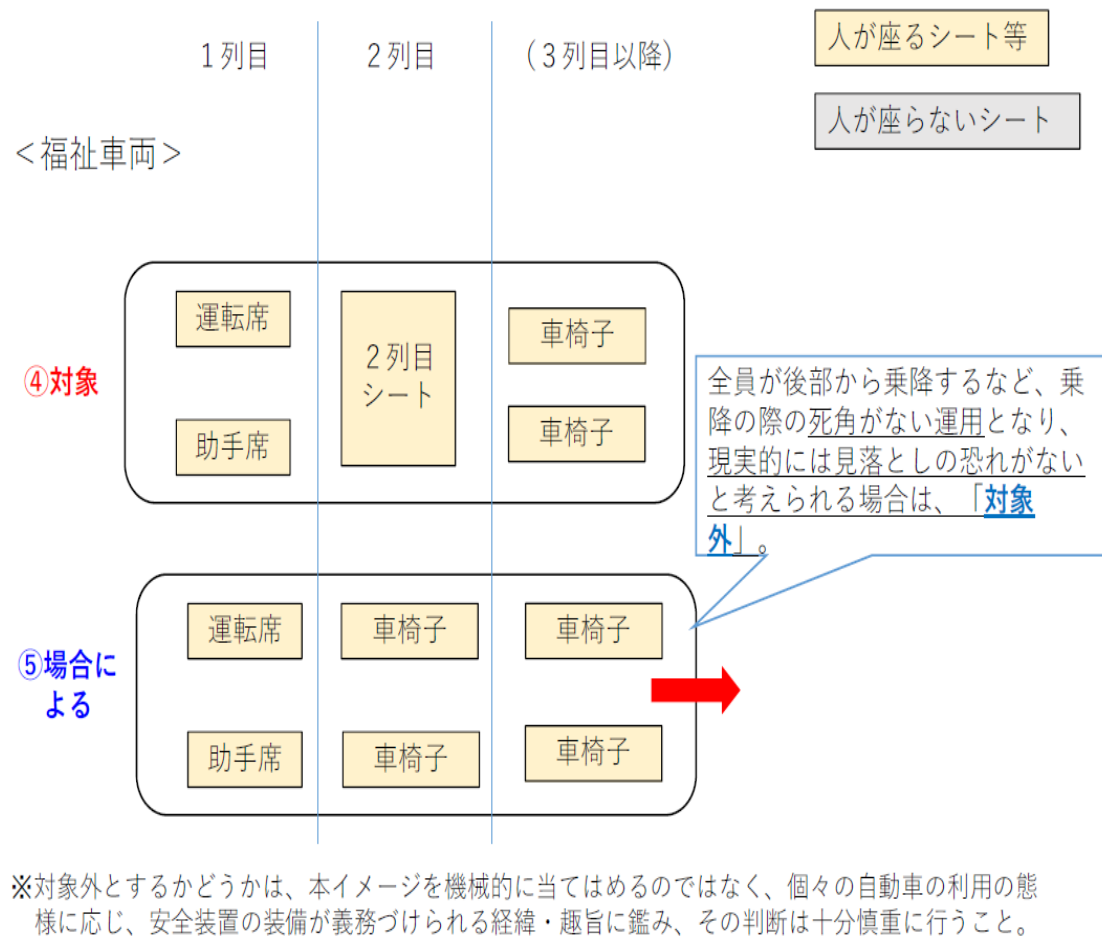 1列目
2列目
(3列目以降)
人が座るシート等
人が座らないシート
＜福祉車両＞
④対象
運転席
助手席
2列目
シート
車椅子
車椅子
全員が後部から乗降するなど、乗
降の際の死角がない運用となり、
現実的には見落としの恐れがない
と考えられる場合は、「対象
外」。
⑤場合に
よる
運転席
助手席
車椅子
車椅子
車椅子
車椅子
※対象外とするかどうかは、本イメージを機械的に当てはめるのではなく、個々の自動車の利用の態
様に応じ、安全装置の装備が義務づけられる経緯・趣旨に鑑み、その判断は十分慎重に行うこと。